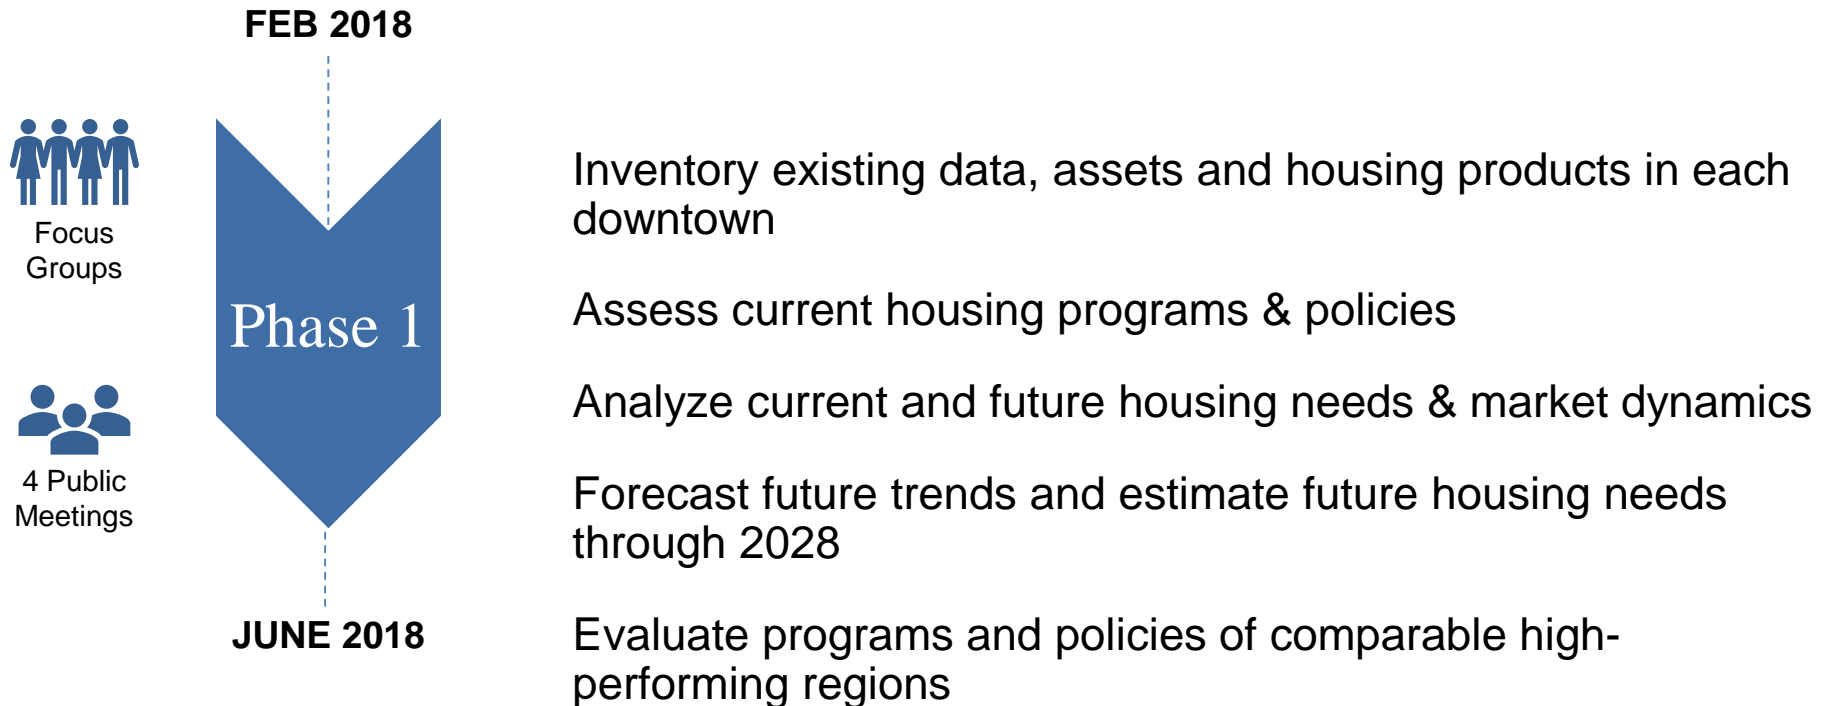 FEB 2018
Focus
Groups
Phase 1
4 Public
Meetings
JUNE 2018
Inventory existing data, assets and housing products in each
downtown
Assess current housing programs & policies
Analyze current and future housing needs & market dynamics
Forecast future trends and estimate future housing needs
through 2028
Evaluate programs and policies of comparable high-
performing regions